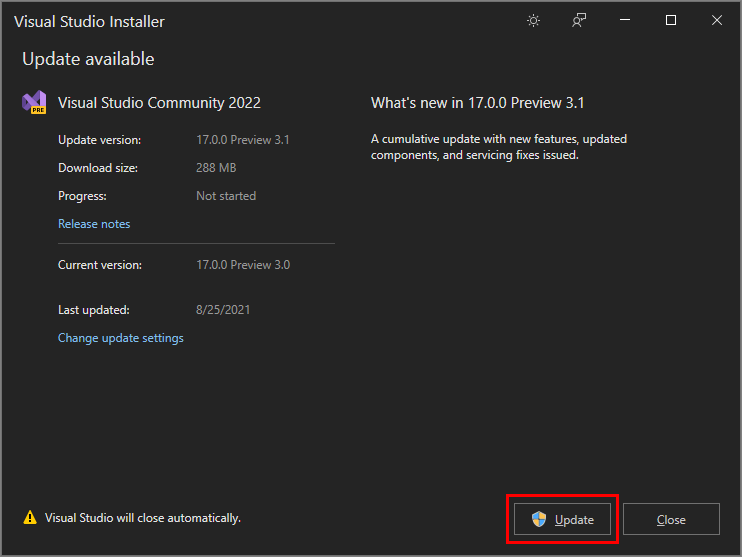 Visual Studio Installer
Update available
PRE
Visual Studio Community 2022
Update version: 17.0.0 Preview 3.1
Download size: 288 MB
Progress: Not started
Release notes
Current version: 17.0.0 Preview 3.0
Last updated: 8/25/2021
Change update settings
What's new in 17.0.0 Preview 3.1
A cumulative update with new features, updated
components, and servicing fixes issued.
Visual Studio will close automatically.
Update
Close